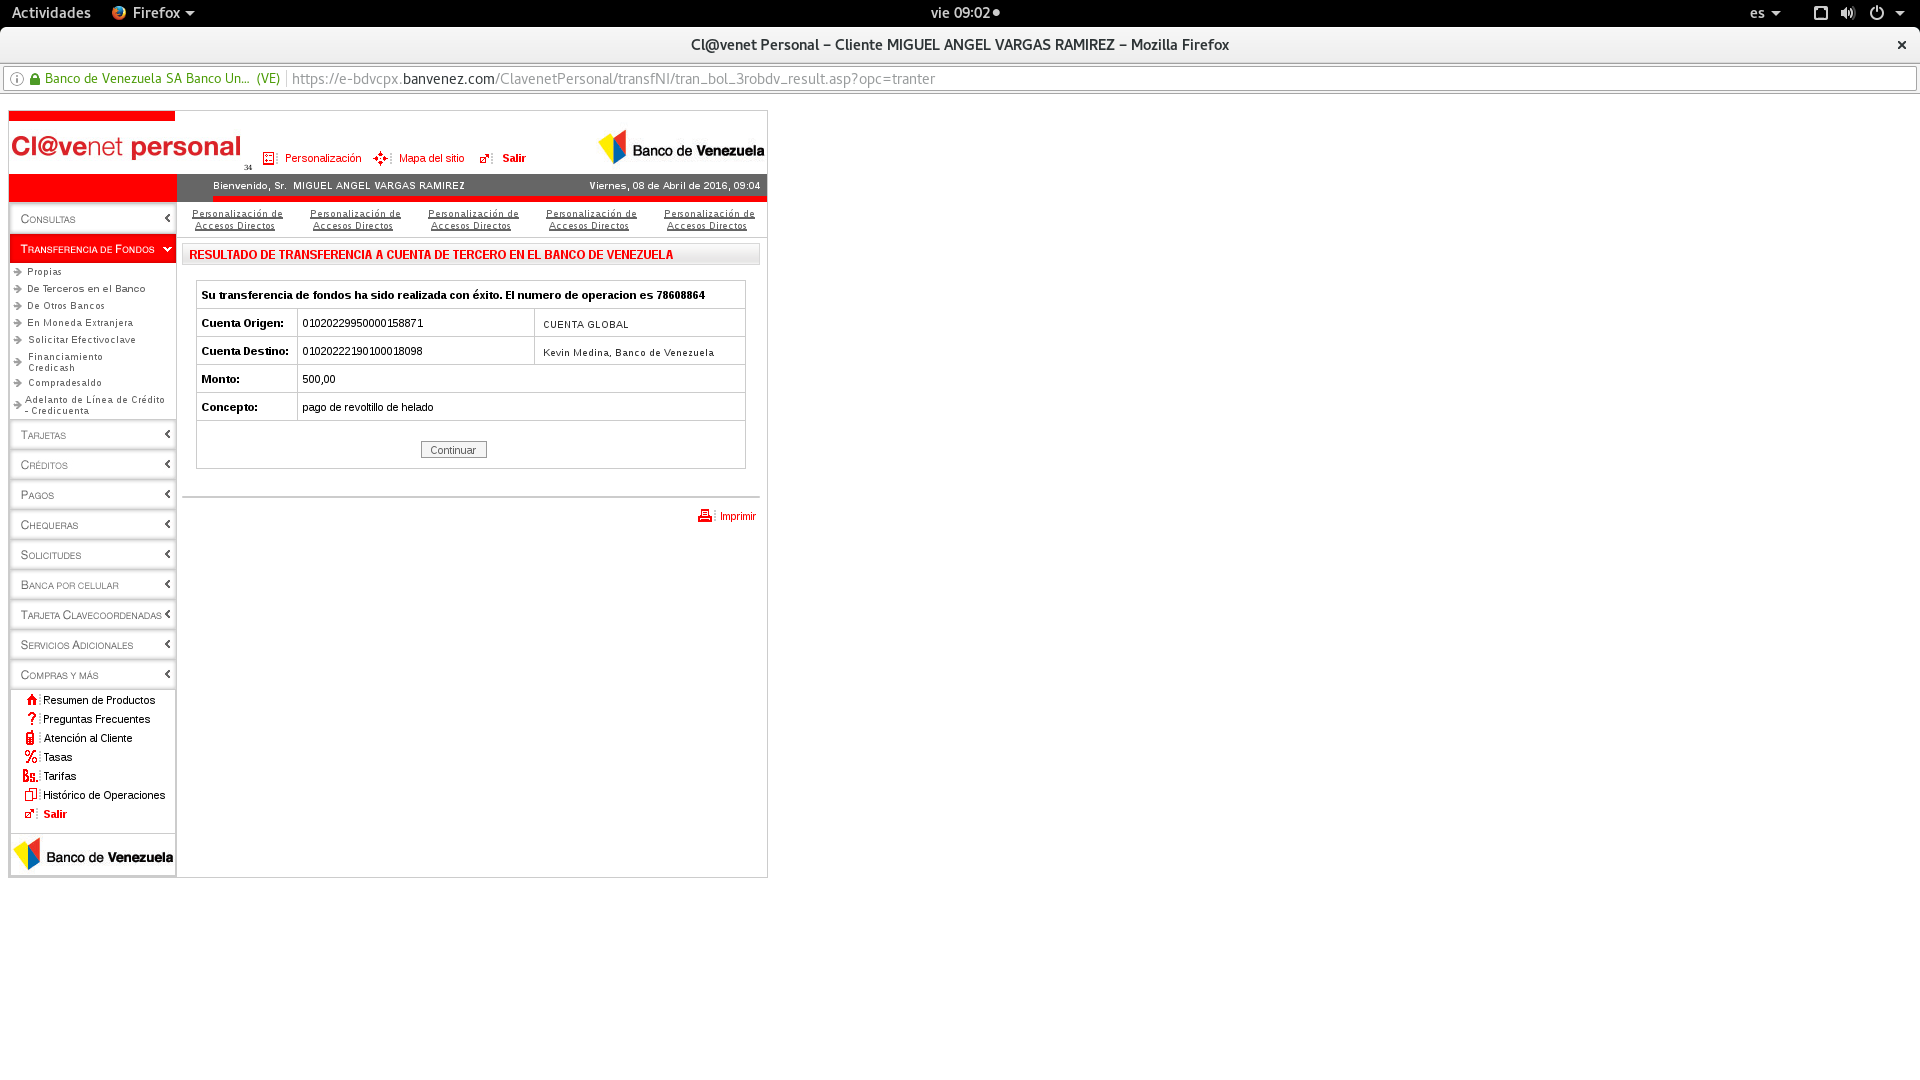 Actividades Firefox vie 09:02 es
Cl@venet Personal – Cliente MIGUEL ANGEL VARGAS RAMIREZ – Mozilla Firefox
Banco de Venezuela SA Banco Un... (VE) https://e-bdvcpx.banvenez.com/ClavenetPersonal/transfNI/tran_bol_3robdv_result.asp?opc=tranter
Cl@venet personal
34
Personalización Mapa del sitio Salir
Banco de Venezuela
Bienvenido, Sr. MIGUEL ANGEL VARGAS RAMIREZ Viernes, 08 de Abril de 2016, 09:04
Personalización de Accesos Directos
Personalización de Accesos Directos
Personalización de Accesos Directos
Personalización de Accesos Directos
Personalización de Accesos Directos
CONSULTAS
TRANSFERENCIA DE FONDOS
Propias
De Terceros en el Banco
De Otros Bancos
En Moneda Extranjera
Solicitar Efectivoclave
Financiamiento
Credicash
Compradesaldo
Adelanto de Línea de Crédito
- Credicuenta
TARJETAS
CRÉDITOS
PAGOS
CHEQUERAS
SOLICITUDES
BANCA POR CELULAR
TARJETA CLAVECOORDENADAS
SERVICIOS ADICIONALES
COMPRAS Y MÁS
Resumen de Productos
Preguntas Frecuentes
Atención al Cliente
Tasas
Bs. Tarifas
Histórico de Operaciones
Salir
Banco de Venezuela
RESULTADO DE TRANSFERENCIA A CUENTA DE TERCERO EN EL BANCO DE VENEZUELA
Su transferencia de fondos ha sido realizada con éxito. El numero de operacion es 78608864
Cuenta Origen: 01020229950000158871 CUENTA GLOBAL
Cuenta Destino: 01020222190100018098 Kevin Medina, Banco de Venezuela
Monto: 500,00
Concepto: pago de revoltillo de helado
Continuar
Imprimir